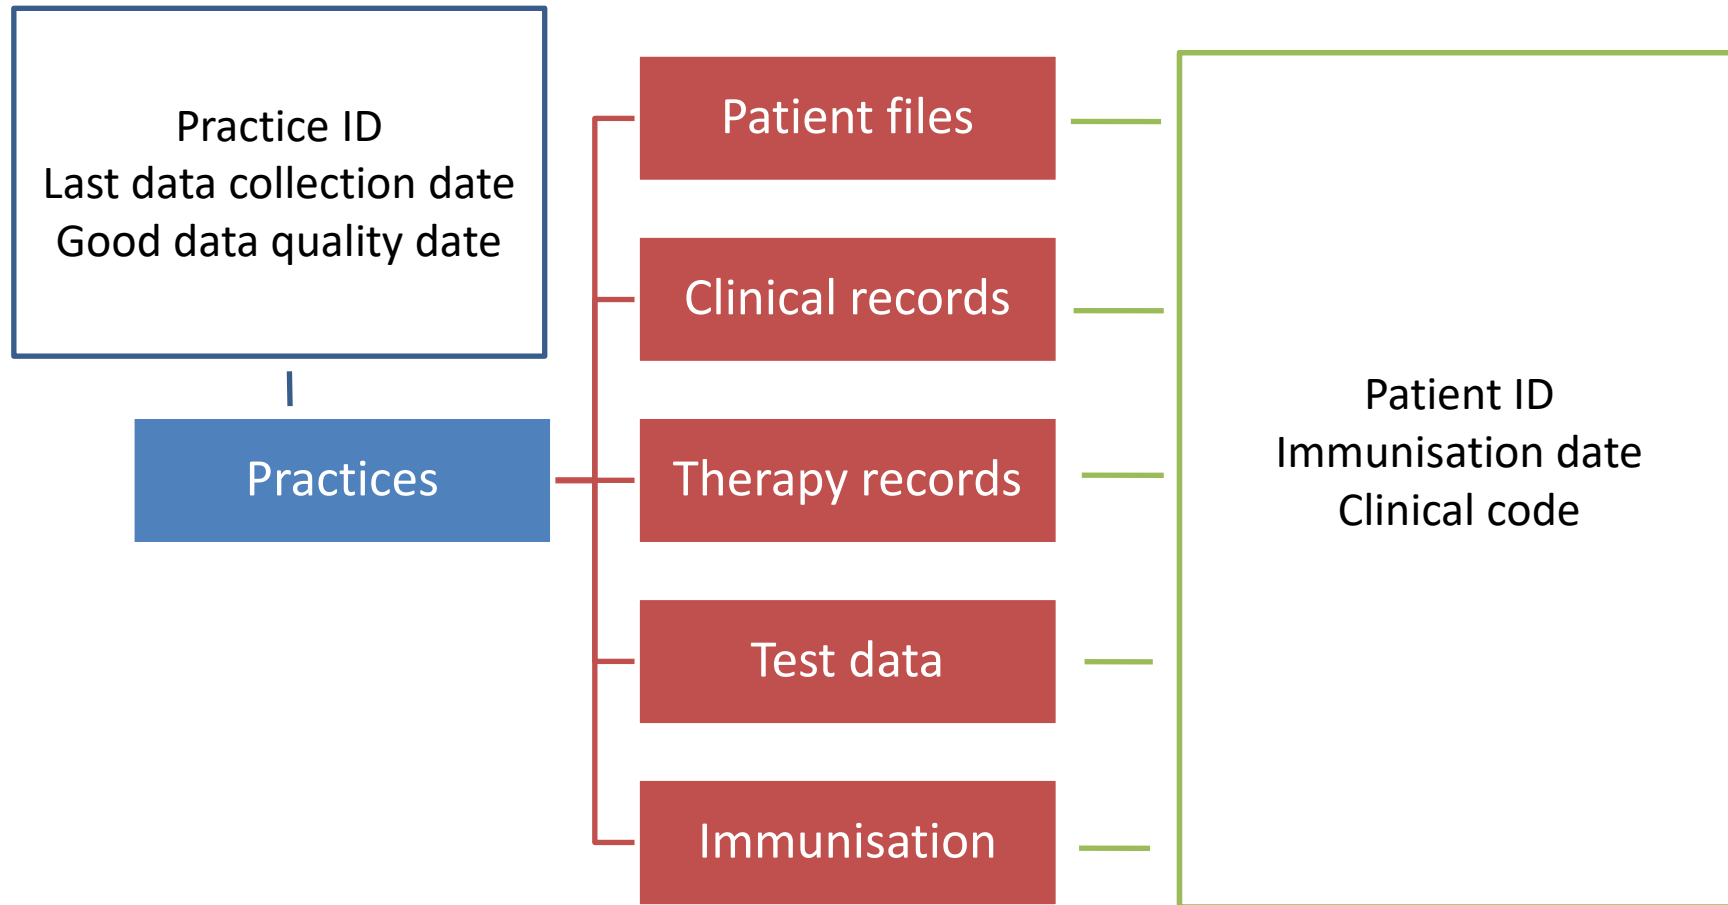 Practice ID
Last data collection date
Good data quality date
Practices
Patient files
Clinical records
Therapy records
Test data
Immunisation
Patient ID
Immunisation date
Clinical code